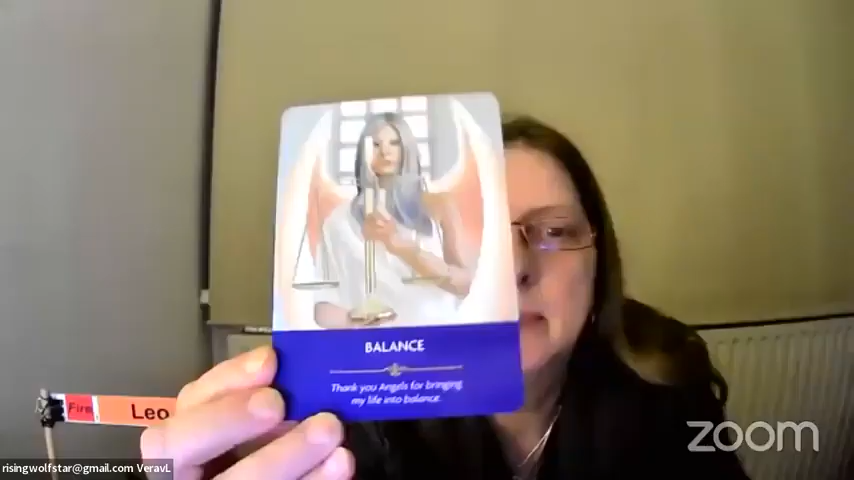 BALANCE
Thank you Angels for bringing
my life into balance.
Fire
Leo
zoom
risingwolfstar@gmail.com VeravL